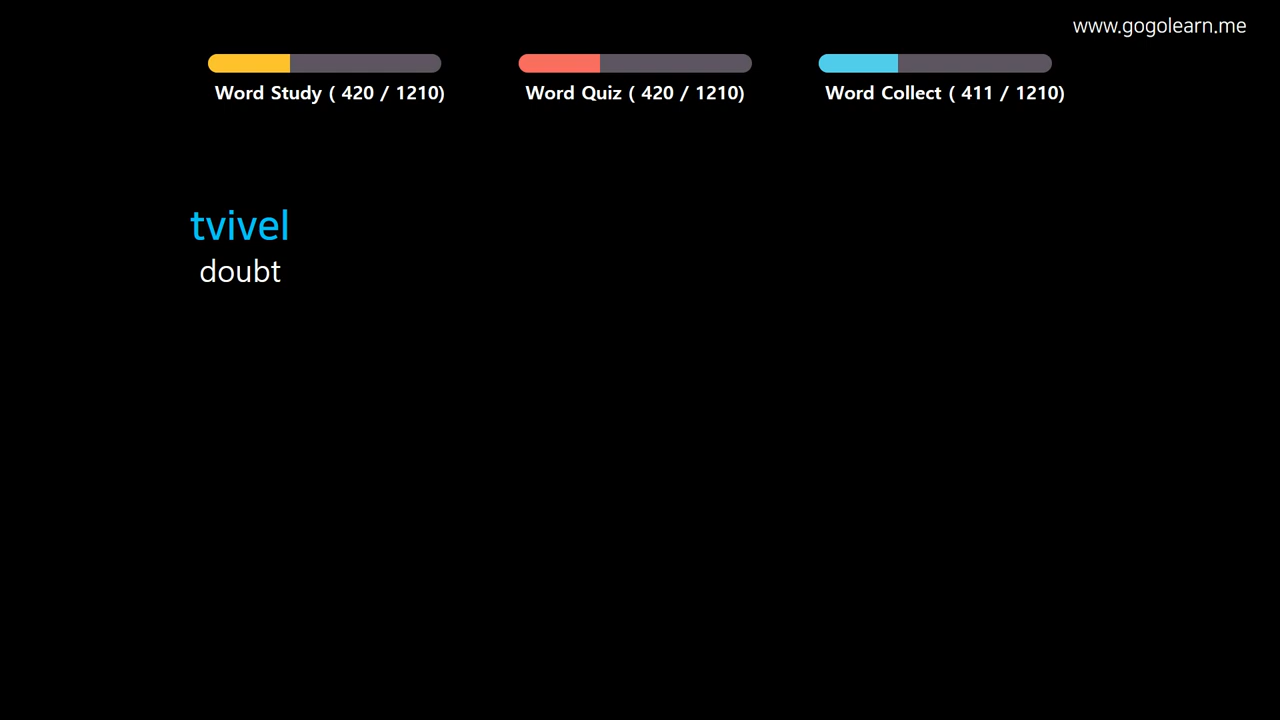 www.gogolearn.me
Word Study ( 420 / 1210)
Word Quiz ( 420 / 1210)
Word Collect ( 411 / 1210)
tvivel
doubt